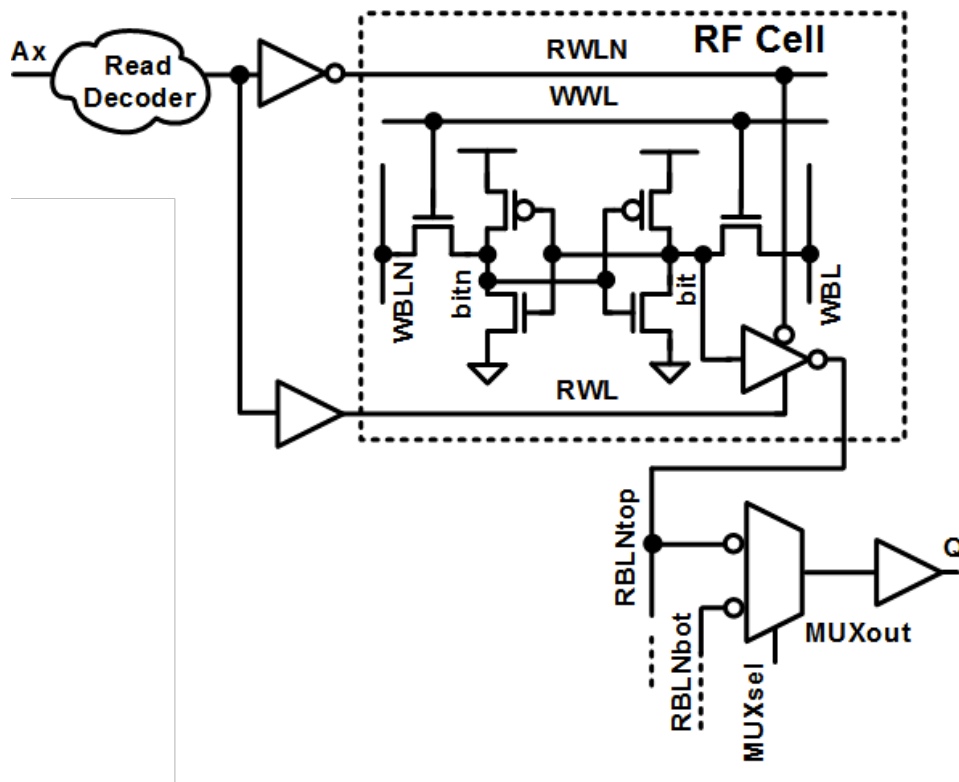 RF Cell
Ax
Read
Decoder
RWLN
WWL
WBLN
bitn
bit
WBL
RWL
RBLNtop
RBLNbot
MUXsel
MUXout
Q